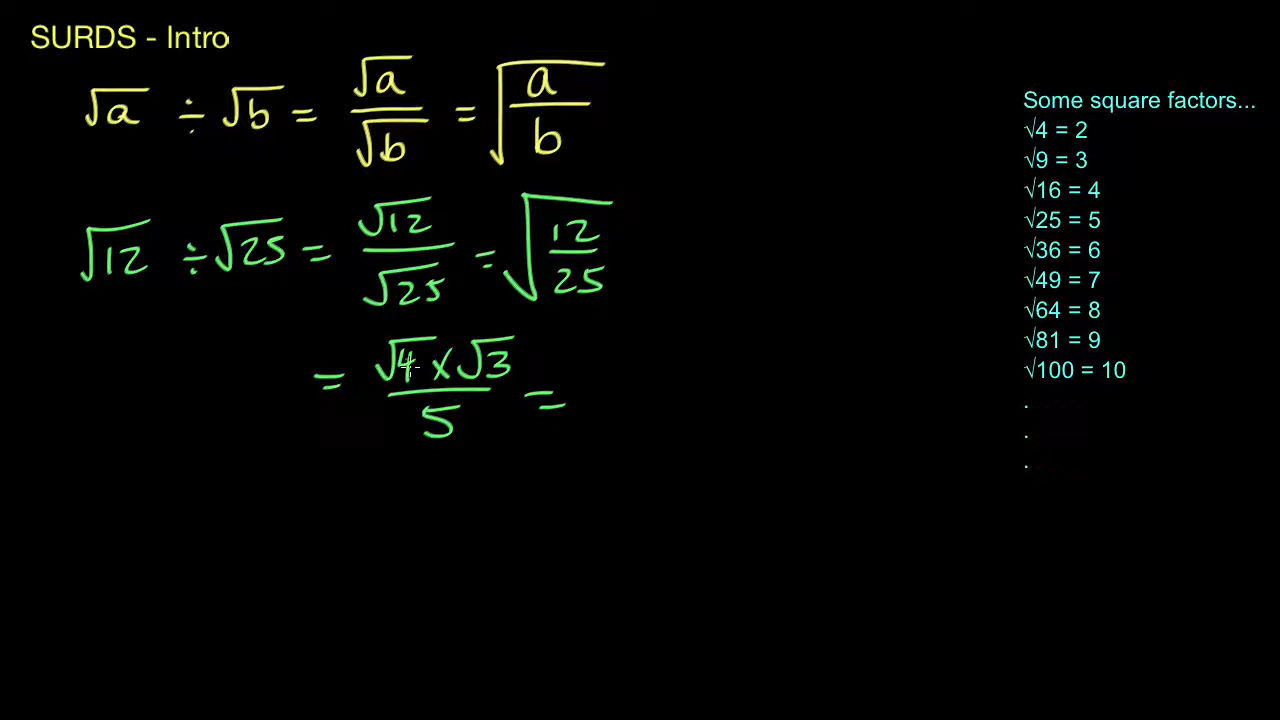 SURDS - Intro
√a ÷ √b = √a/√b = √(a/b)
√12 ÷ √25 = √12/√25 = √(12/25)
= (√4 × √3)/5 =
Some square factors...
√4 = 2
√9 = 3
√16 = 4
√25 = 5
√36 = 6
√49 = 7
√64 = 8
√81 = 9
√100 = 10
.
.
.